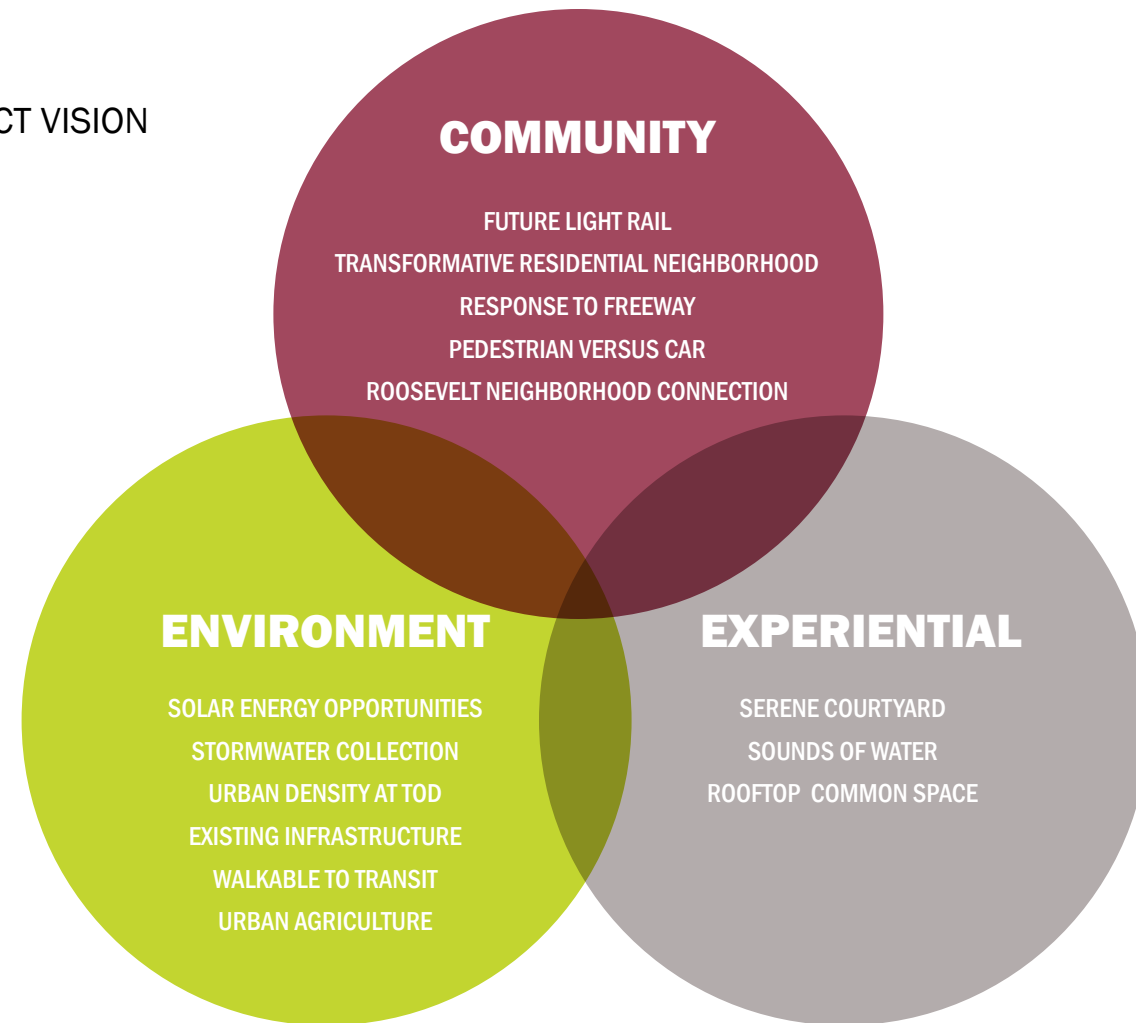 CT VISION
COMMUNITY
FUTURE LIGHT RAIL
TRANSFORMATIVE RESIDENTIAL NEIGHBORHOOD
RESPONSE TO FREEWAY
PEDESTRIAN VERSUS CAR
ROOSEVELT NEIGHBORHOOD CONNECTION
ENVIRONMENT
SOLAR ENERGY OPPORTUNITIES
STORMWATER COLLECTION
URBAN DENSITY AT TOD
EXISTING INFRASTRUCTURE
WALKABLE TO TRANSIT
URBAN AGRICULTURE
EXPERIENTIAL
SERENE COURTYARD
SOUNDS OF WATER
ROOFTOP COMMON SPACE